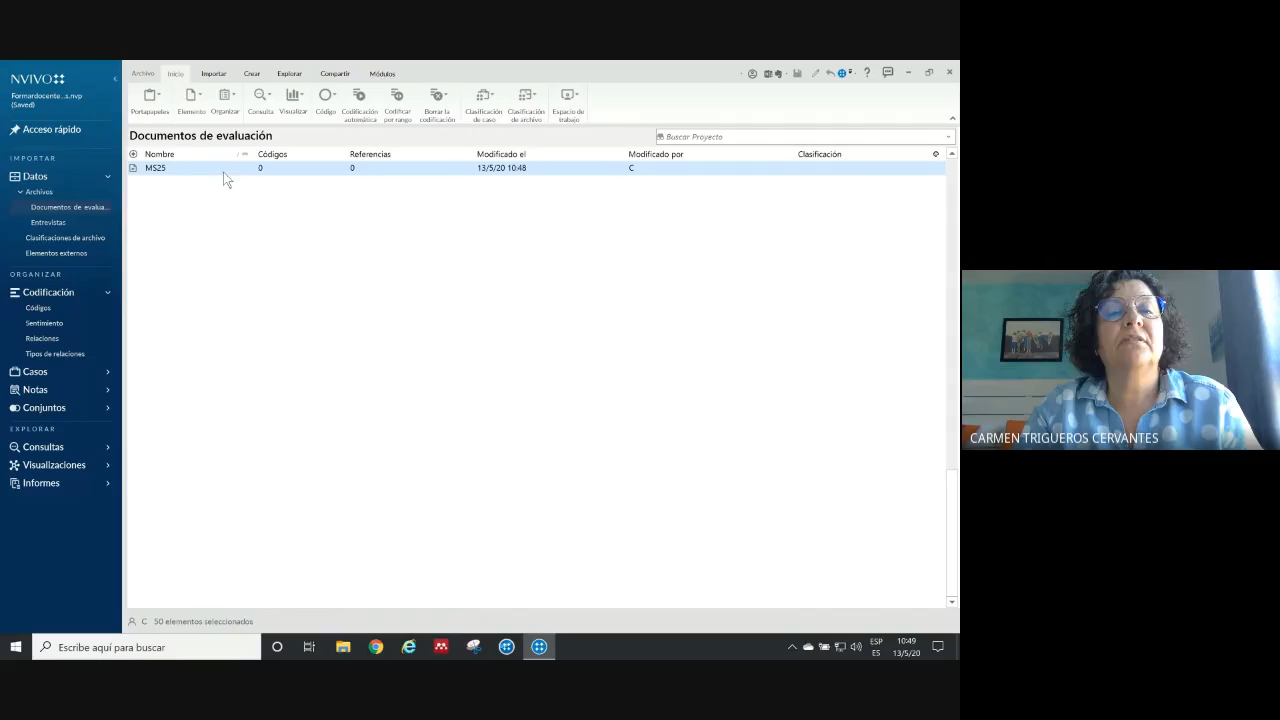 NVIVO
Formardocente...s.nvp
(Saved)
Acceso rápido
IMPORTAR
Datos
Archivos
Documentos de evalua...
Entrevistas
Clasificaciones de archivo
Elementos externos
ORGANIZAR
Codificación
Códigos
Sentimiento
Relaciones
Tipos de relaciones
Casos
Notas
Conjuntos
EXPLORAR
Consultas
Visualizaciones
Informes
Archivo Inicio Importar Crear Explorar Compartir Módulos
Portapapeles Elemento Organizar Consulta Visualizar Código Codificación automática Codificar por rango Borrar la codificación Clasificación de caso Clasificación de archivo Espacio de trabajo
Documentos de evaluación
Buscar Proyecto
Nombre Códigos Referencias Modificado el Modificado por Clasificación
MS25 0 0 13/5/20 10:48 C
C 50 elementos seleccionados
Escribe aquí para buscar
ESP
ES
10:49
13/5/20
CARMEN TRIGUEROS CERVANTES